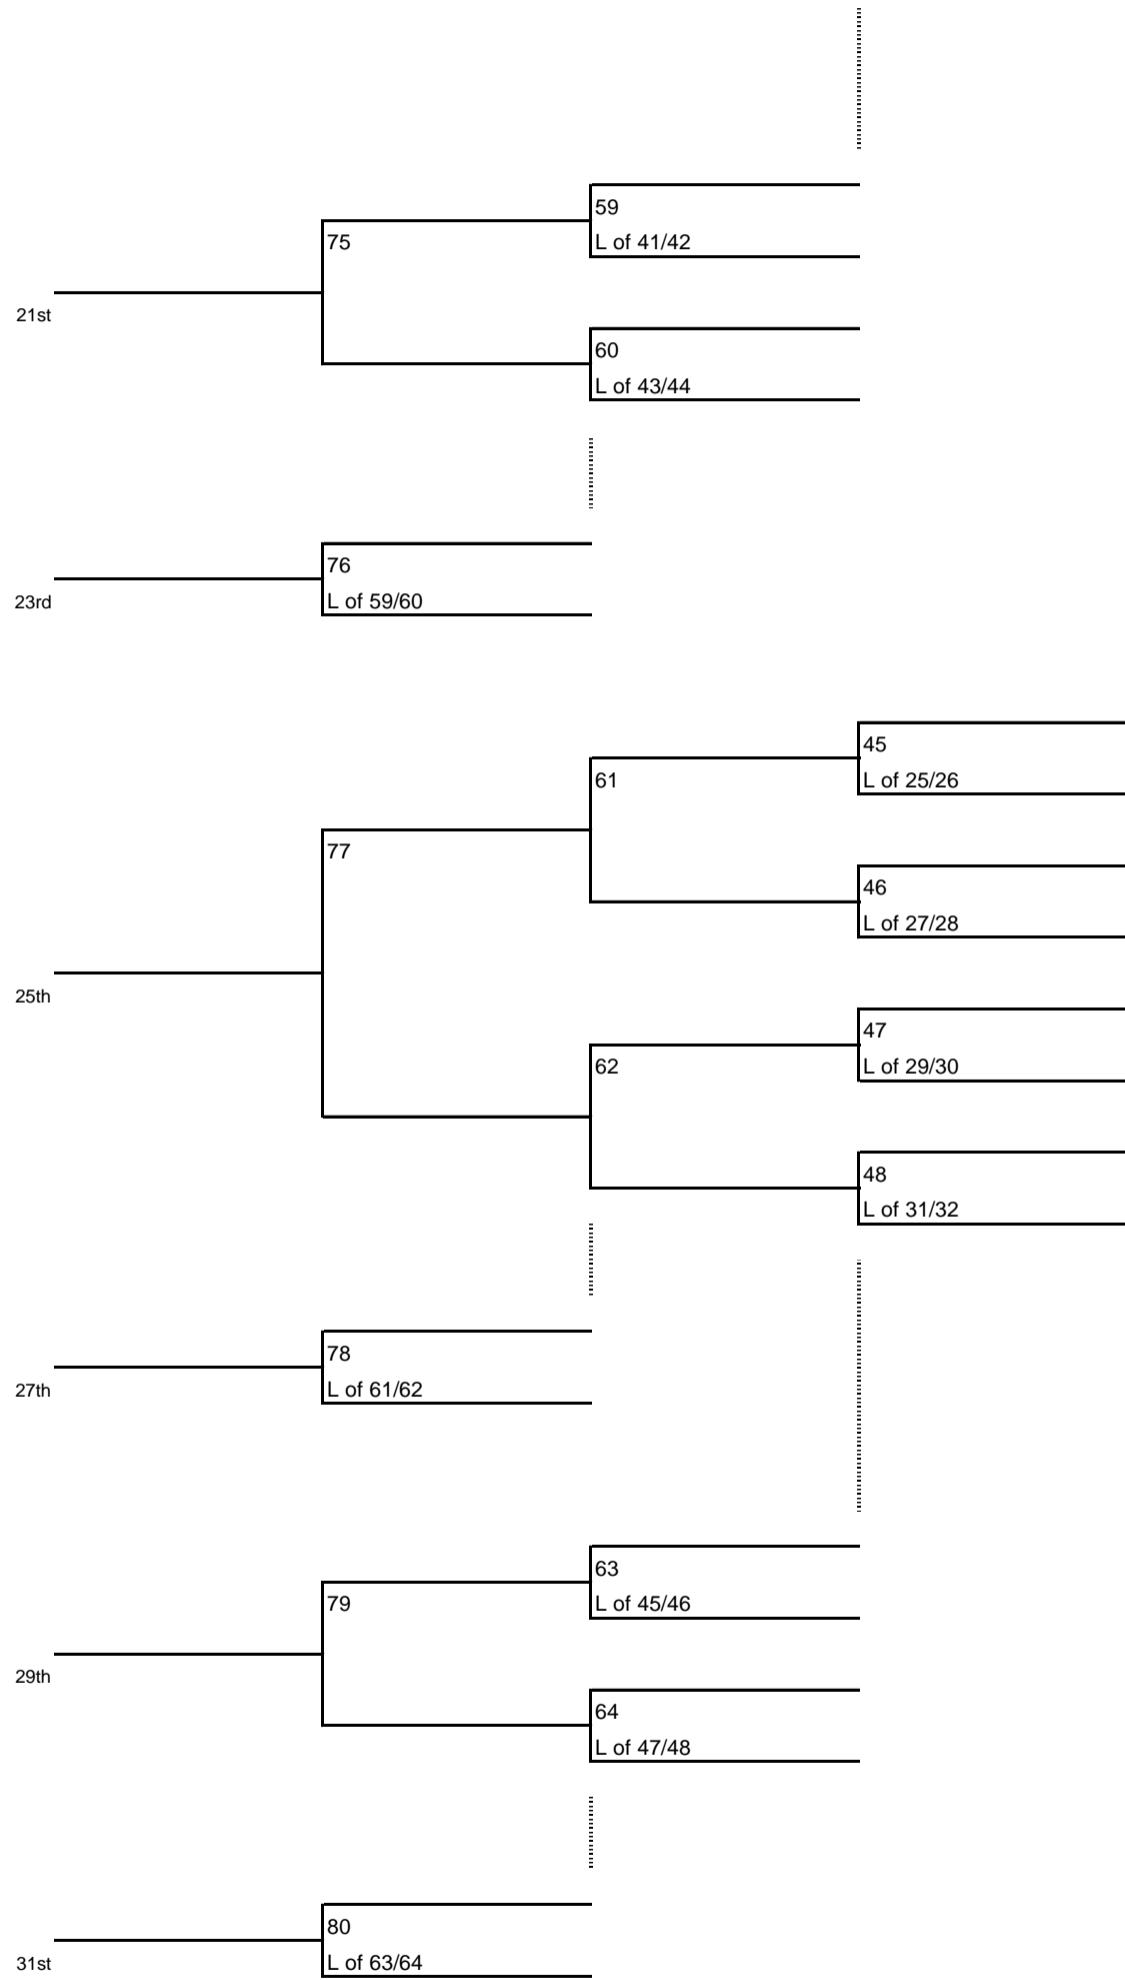 59
75
L of 41/42
21st
60
L of 43/44
76
23rd
L of 59/60
45
61
L of 25/26
77
46
L of 27/28
25th
47
62
L of 29/30
48
L of 31/32
78
27th
L of 61/62
63
79
L of 45/46
29th
64
L of 47/48
80
31st
L of 63/64